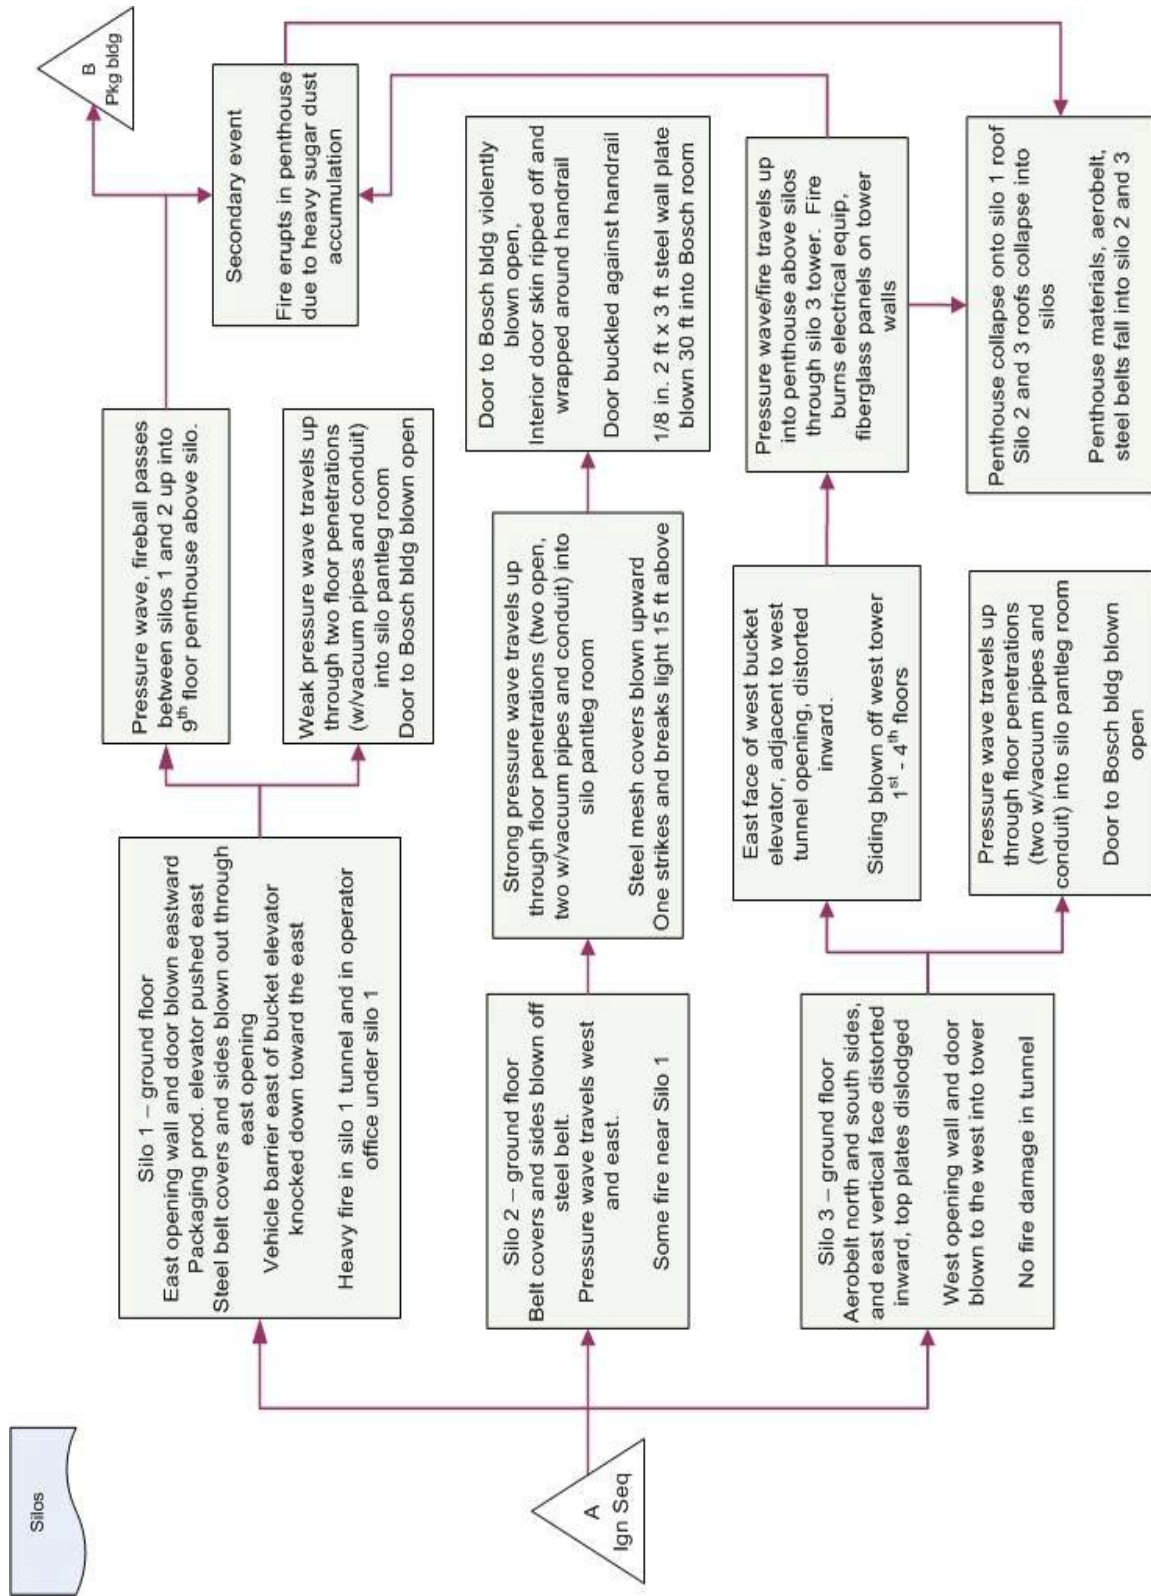 Silos
A
Ign Seq
Silo 1 – ground floor
East opening wall and door blown eastward
Packaging prod. elevator pushed east
Steel belt covers and sides blown out through
east opening
Vehicle barrier east of bucket elevator
knocked down toward the east
Heavy fire in silo 1 tunnel and in operator
office under silo 1
Pressure wave, fireball passes
between silos 1 and 2 up into
9th floor penthouse above silo.
Weak pressure wave travels up
through two floor penetrations
(w/vacuum pipes and conduit)
into silo pantleg room
Door to Bosch bldg blown open
B
Pkg bldg
Secondary event
Fire erupts in penthouse
due to heavy sugar dust
accumulation
Silo 2 – ground floor
Belt covers and sides blown off
steel belt.
Pressure wave travels west
and east.
Some fire near Silo 1
Strong pressure wave travels up
through floor penetrations (two open,
two w/vacuum pipes and conduit) into
silo pantleg room
Steel mesh covers blown upward
One strikes and breaks light 15 ft above
Door to Bosch bldg violently
blown open,
Interior door skin ripped off and
wrapped around handrail
Door buckled against handrail
1/8 in. 2 ft x 3 ft steel wall plate
blown 30 ft into Bosch room
Silo 3 – ground floor
Aerobelt north and south sides,
and east vertical face distorted
inward, top plates dislodged
West opening wall and door
blown to the west into tower
No fire damage in tunnel
East face of west bucket
elevator, adjacent to west
tunnel opening, distorted
inward.
Siding blown off west tower
1st - 4th floors
Pressure wave travels up
through floor penetrations
(two w/vacuum pipes and
conduit) into silo pantleg room
Door to Bosch bldg blown
open
Pressure wave/fire travels up
into penthouse above silos
through silo 3 tower. Fire
burns electrical equip,
fiberglass panels on tower
walls
Penthouse collapse onto silo 1 roof
Silo 2 and 3 roofs collapse into
silos
Penthouse materials, aerobelt,
steel belts fall into silo 2 and 3